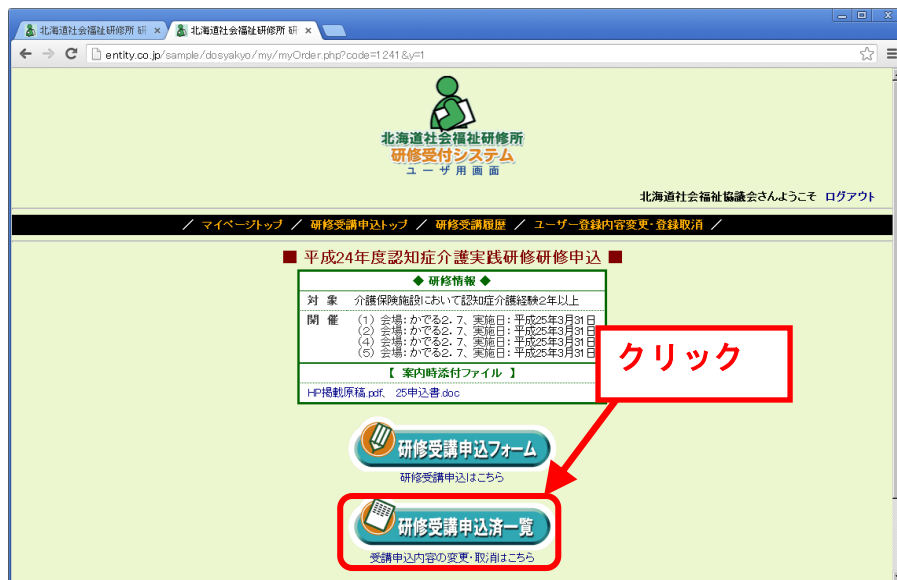 北海道社会福祉研修所 研
北海道社会福祉研修所 研
entity.co.jp/sample/dosyakyo/my/myOrder.php?code=1241&y=1
北海道社会福祉研修所
研修受付システム
ユーザ用画面
北海道社会福祉協議会さんようこそ ログアウト
／ マイページトップ ／ 研修受講申込トップ ／ 研修受講履歴 ／ ユーザー登録内容変更・登録取消 ／
■ 平成24年度認知症介護実践研修研修申込 ■
◆ 研修情報 ◆
対 象 介護保険施設において認知症介護経験2年以上
開 催 (1) 会場：かでる2．7、実施日：平成25年3月31日
(2) 会場：かでる2．7、実施日：平成25年3月31日
(4) 会場：かでる2．7、実施日：平成25年3月31日
(5) 会場：かでる2．7、実施日：平成25年3月31日
【 案内時添付ファイル 】
HP掲載原稿.pdf、 25申込書.doc
クリック
研修受講申込フォーム
研修受講申込はこちら
研修受講申込済一覧
受講申込内容の変更・取消はこちら